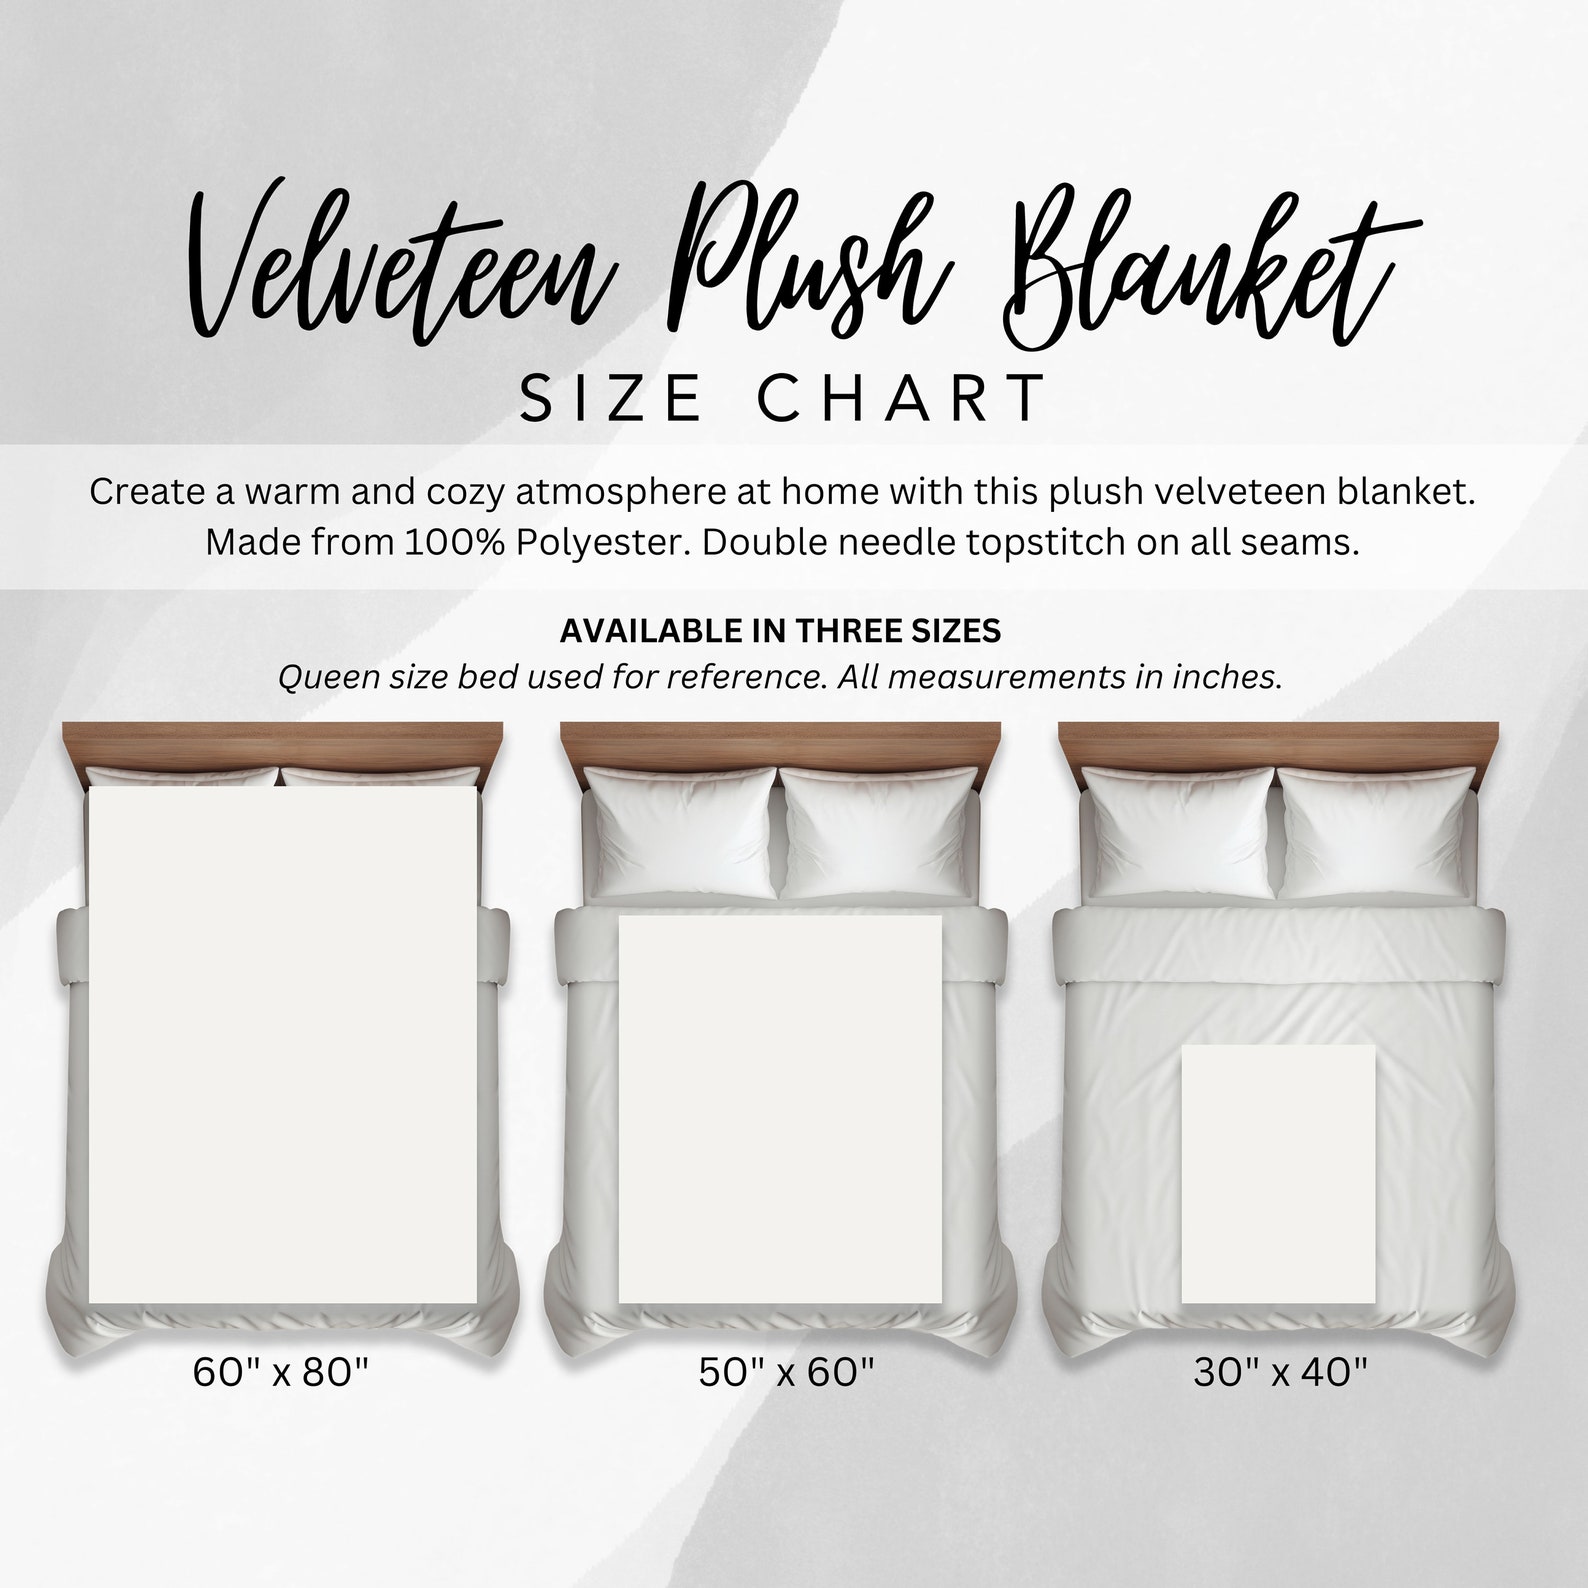 Velveteen Plush Blanket
SIZE CHART
Create a warm and cozy atmosphere at home with this plush velveteen blanket.
Made from 100% Polyester. Double needle topstitch on all seams.
AVAILABLE IN THREE SIZES
Queen size bed used for reference. All measurements in inches.
60" x 80"
50" x 60"
30" x 40"